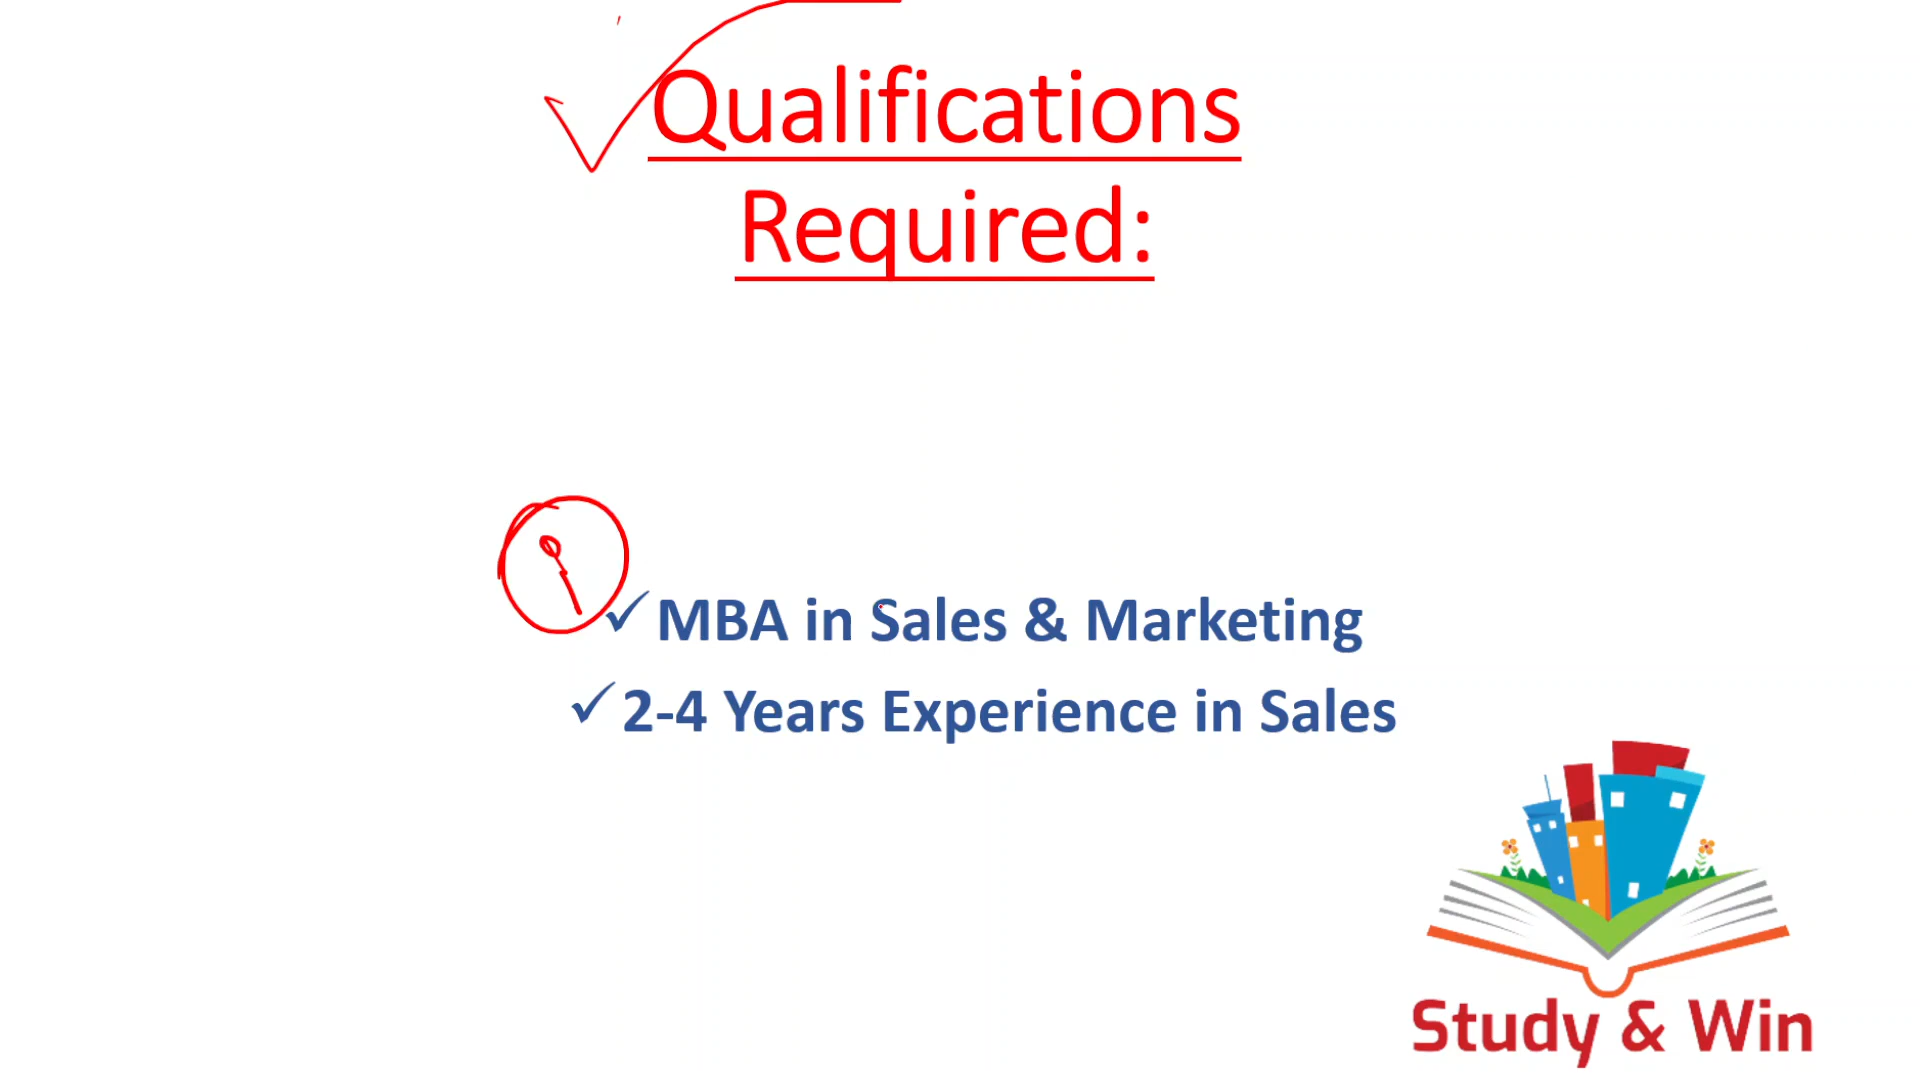 Qualifications
Required:
✓MBA in Sales & Marketing
✓2-4 Years Experience in Sales
Study & Win